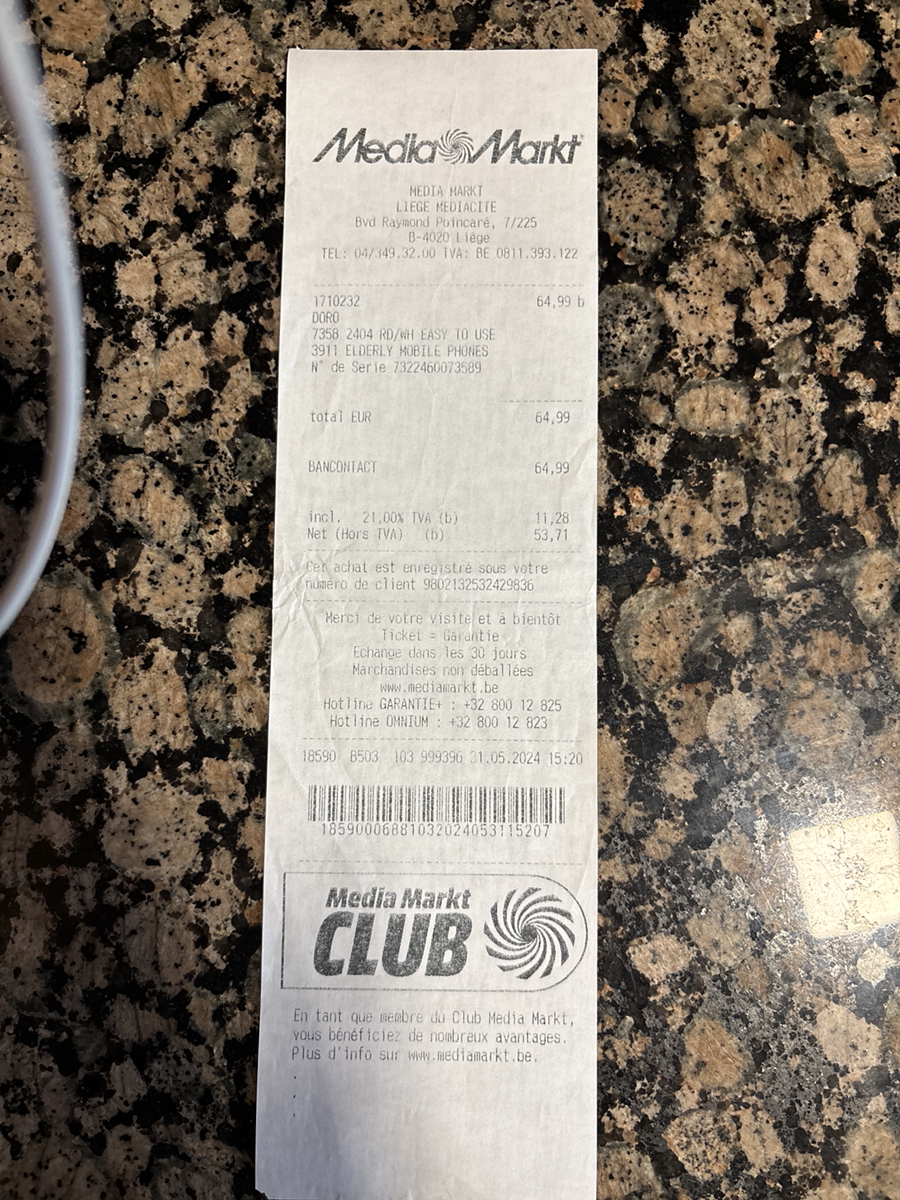 Media Markt
MEDIA MARKT
LIEGE MEDIACITE
Bvd Raymond Poincaré, 7/225
B-4020 Liège
TEL: 04/349.32.00 TVA: BE 0811.393.122
1710232 64,99 b
DORO
7358 2404 RD/WH EASY TO USE
3911 ELDERLY MOBILE PHONES
N° de Serie 7322460073589
total EUR 64,99
BANCONTACT 64,99
incl. 21,00% TVA (b) 11,28
Net (Hors TVA) (b) 53,71
Cet achat est enregistré sous votre
numéro de client 9802132532429836
Merci de votre visite et à bientôt
Ticket = Garantie
Echange dans les 30 jours
Marchandises non déballées
www.mediamarkt.be
Hotline GARANTIE+ : +32 800 12 825
Hotline OMNIUM : +32 800 12 823
18590 8503 103 999396 31.05.2024 15:20
18590006881032024053115207
Media Markt
CLUB
En tant que membre du Club Media Markt,
vous bénéficiez de nombreux avantages.
Plus d'info sur www.mediamarkt.be.